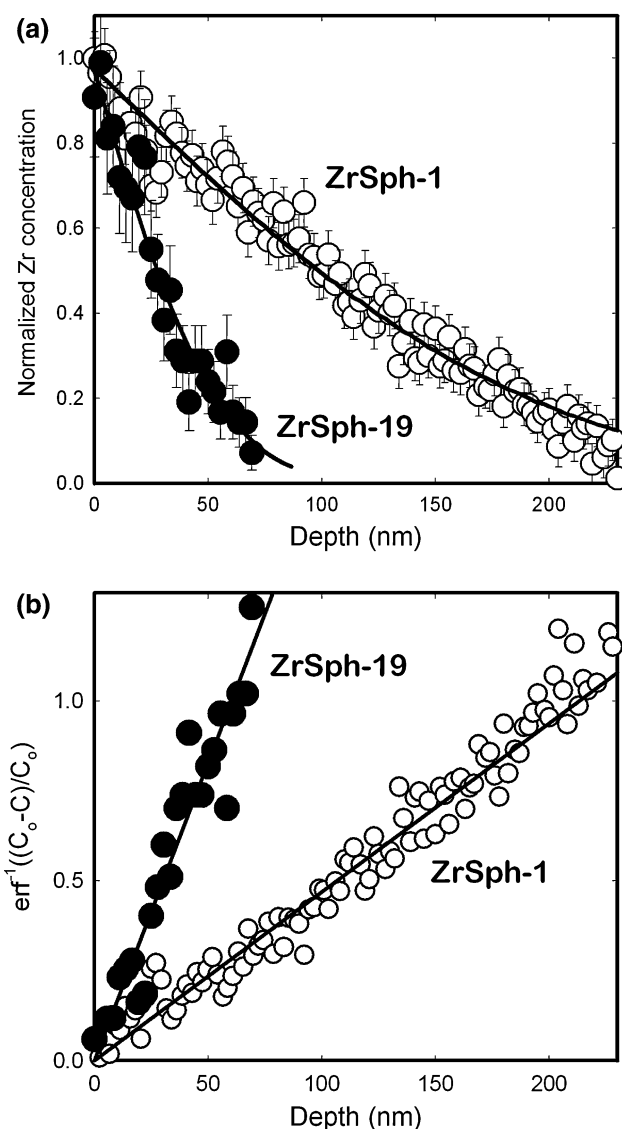 (a)
1.0
0.8
0.6
0.4
0.2
0.0
Normalized Zr concentration
ZrSph-1
ZrSph-19
0 50 100 150 200
Depth (nm)
(b)
1.0
0.5
0.0
erf⁻¹((Cₒ-C)/Cₒ)
ZrSph-19
ZrSph-1
0 50 100 150 200
Depth (nm)